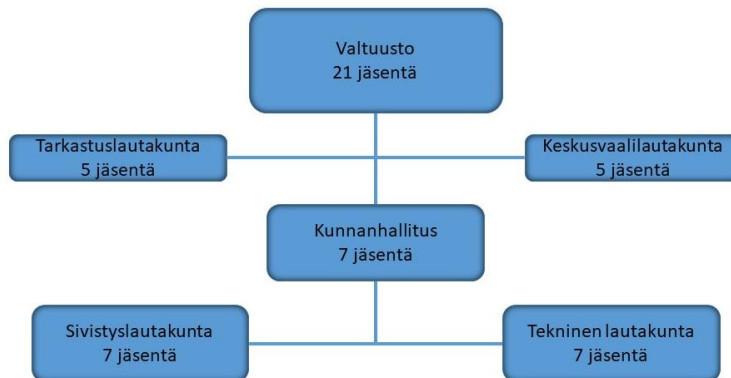 Valtuusto
21 jäsentä
Tarkastuslautakunta
5 jäsentä
Keskusvaalilautakunta
5 jäsentä
Kunnanhallitus
7 jäsentä
Sivistyslautakunta
7 jäsentä
Tekninen lautakunta
7 jäsentä